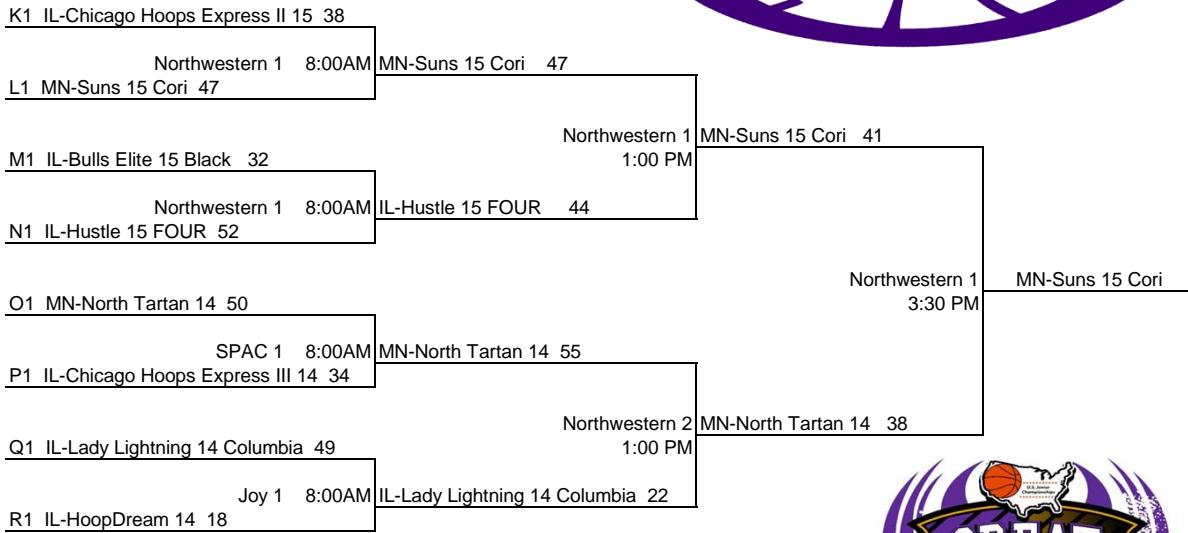 K1 IL-Chicago Hoops Express II 15 38
Northwestern 1 8:00AM MN-Suns 15 Cori 47
L1 MN-Suns 15 Cori 47
Northwestern 1 MN-Suns 15 Cori 41
M1 IL-Bulls Elite 15 Black 32
1:00 PM
Northwestern 1 8:00AM IL-Hustle 15 FOUR 44
N1 IL-Hustle 15 FOUR 52
Northwestern 1 MN-Suns 15 Cori
O1 MN-North Tartan 14 50
3:30 PM
SPAC 1 8:00AM MN-North Tartan 14 55
P1 IL-Chicago Hoops Express III 14 34
Northwestern 2 MN-North Tartan 14 38
Q1 IL-Lady Lightning 14 Columbia 49
1:00 PM
Joy 1 8:00AM IL-Lady Lightning 14 Columbia 22
R1 IL-HoopDream 14 18
U.S. Junior
Championships
GREAT